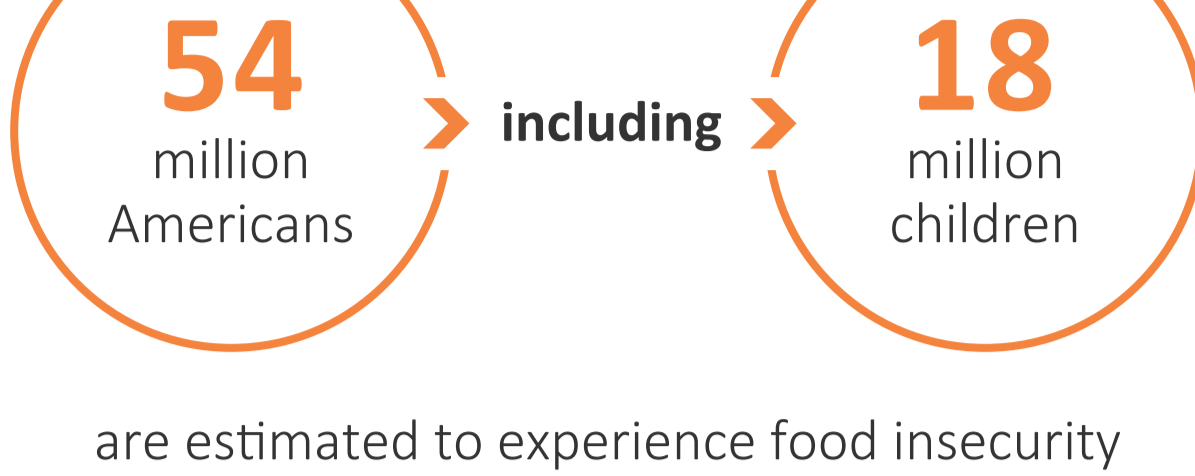 54
million
Americans
including
18
million
children
are estimated to experience food insecurity